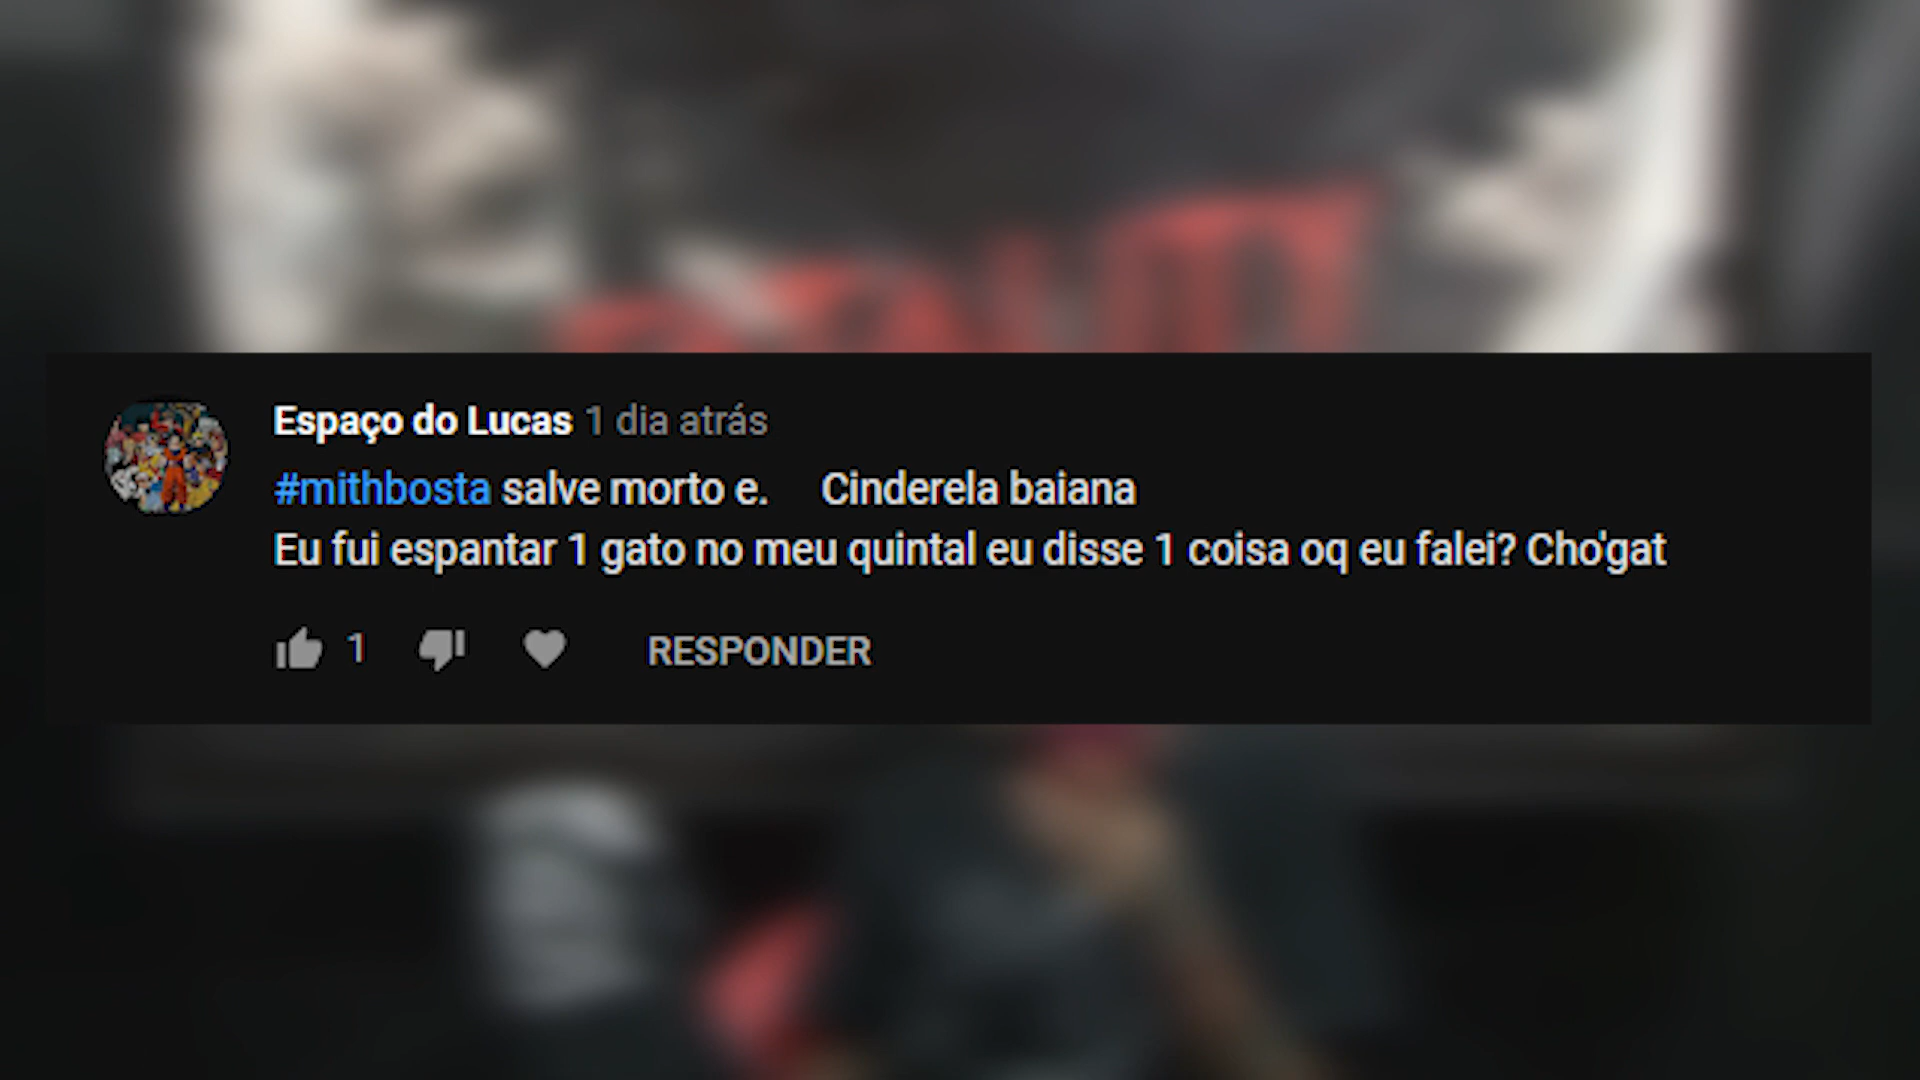 Espaço do Lucas 1 dia atrás
#mithbosta salve morto e. Cinderela baiana
Eu fui espantar 1 gato no meu quintal eu disse 1 coisa oq eu falei? Cho'gat
1 RESPONDER